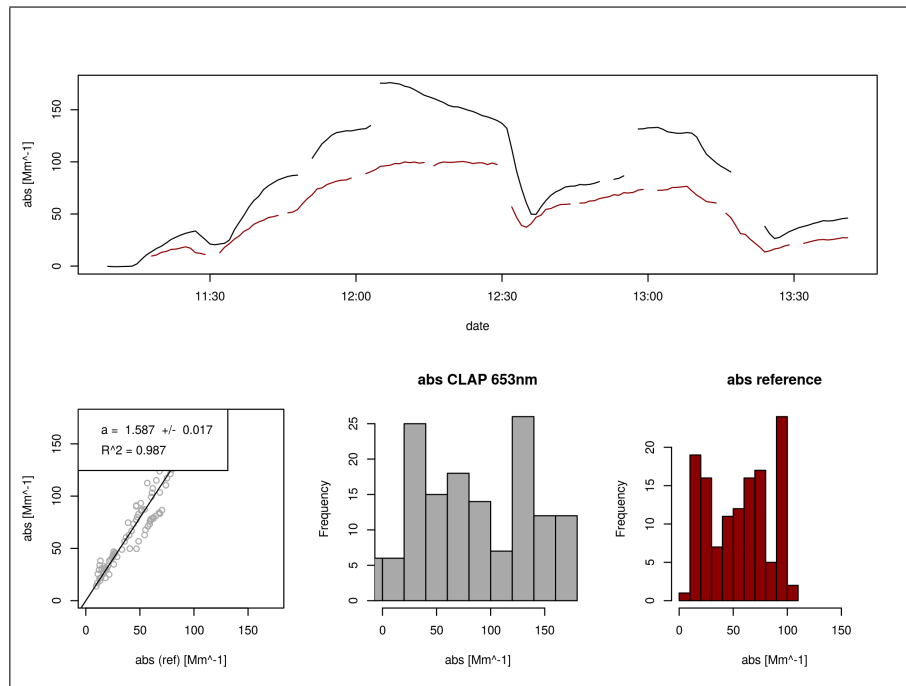 abs [Mm^-1]
150
100
50
0
11:30 12:00 12:30 13:00 13:30
date
a = 1.587 +/- 0.017
R^2 = 0.987
abs [Mm^-1]
150
100
50
0
0 50 100 150
abs (ref) [Mm^-1]
abs CLAP 653nm
Frequency
25
20
15
10
5
0
0 50 100 150
abs [Mm^-1]
abs reference
Frequency
20
15
10
5
0
0 50 100 150
abs [Mm^-1]